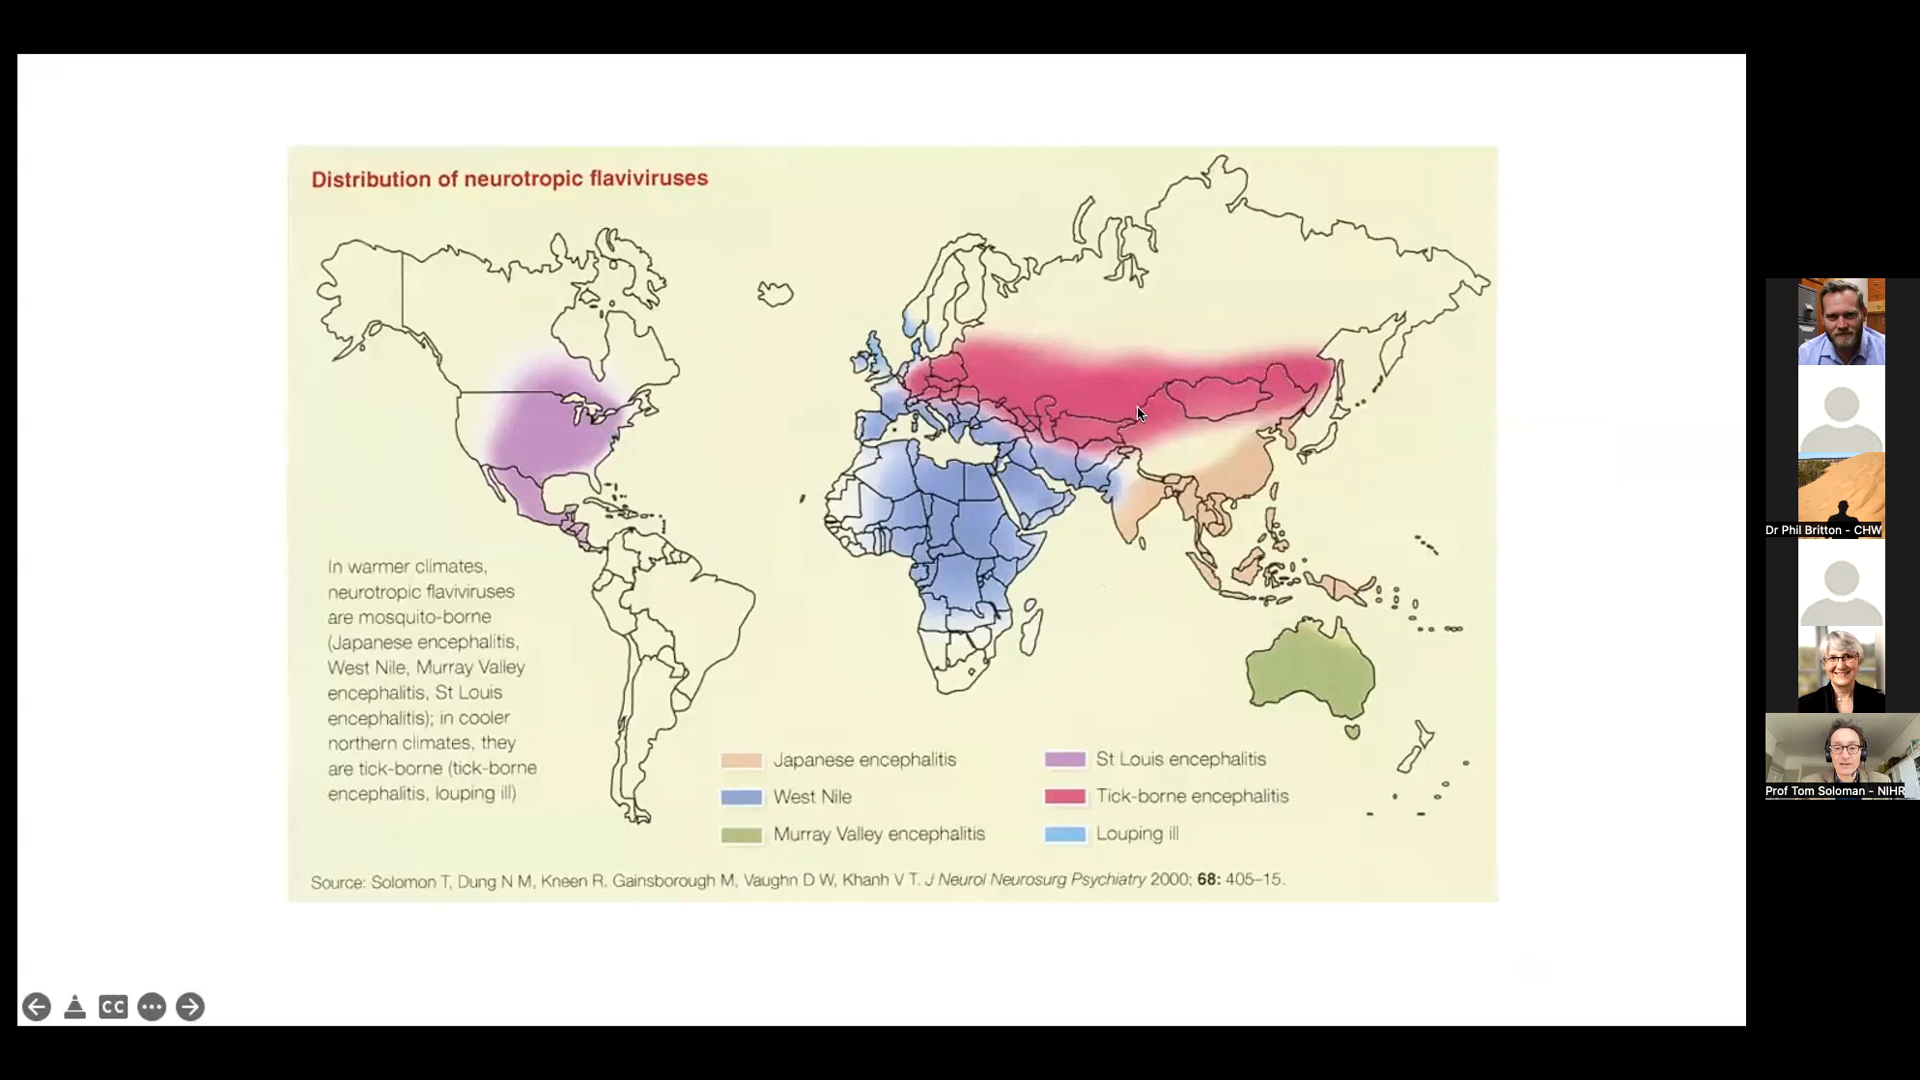 Distribution of neurotropic flaviviruses
In warmer climates,
neurotropic flaviviruses
are mosquito-borne
(Japanese encephalitis,
West Nile, Murray Valley
encephalitis, St Louis
encephalitis); in cooler
northern climates, they
are tick-borne (tick-borne
encephalitis, louping ill)
Japanese encephalitis
West Nile
Murray Valley encephalitis
St Louis encephalitis
Tick-borne encephalitis
Louping ill
Source: Solomon T, Dung N M, Kneen R, Gainsborough M, Vaughn D W, Khanh V T. J Neurol Neurosurg Psychiatry 2000; 68: 405–15.
CC
Dr Phil Britton - CHW
Prof Tom Soloman - NIHR